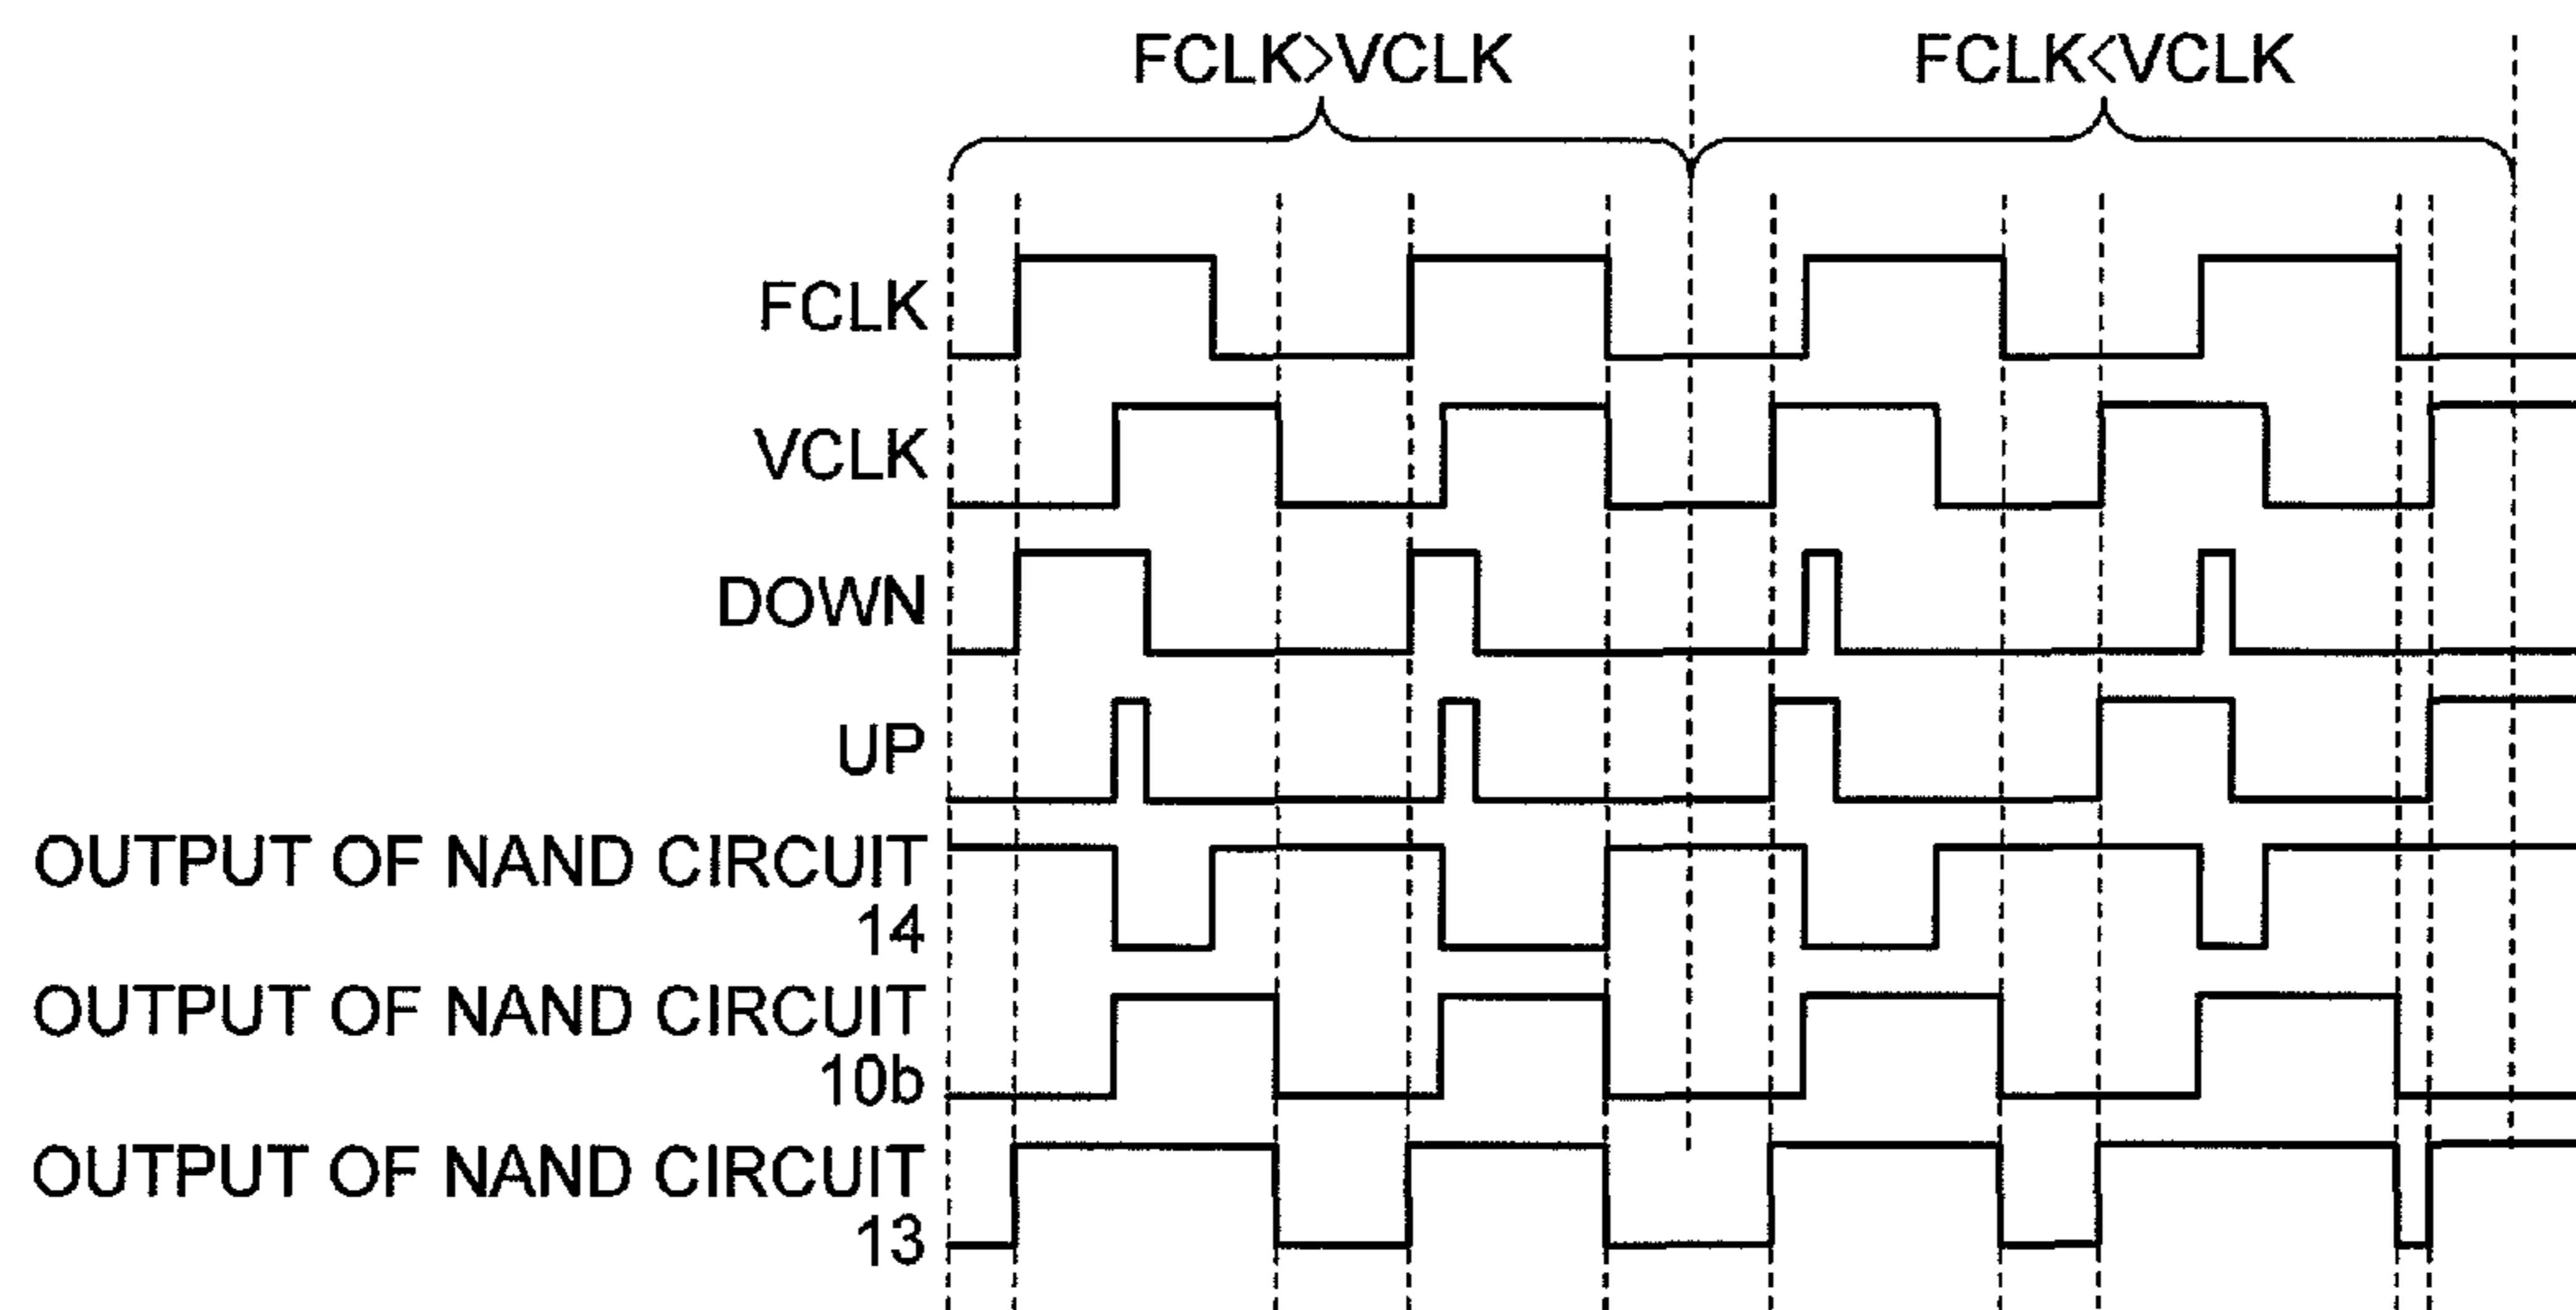 FCLK>VCLK FCLK<VCLK
FCLK
VCLK
DOWN
UP
OUTPUT OF NAND CIRCUIT
14
OUTPUT OF NAND CIRCUIT
10b
OUTPUT OF NAND CIRCUIT
13